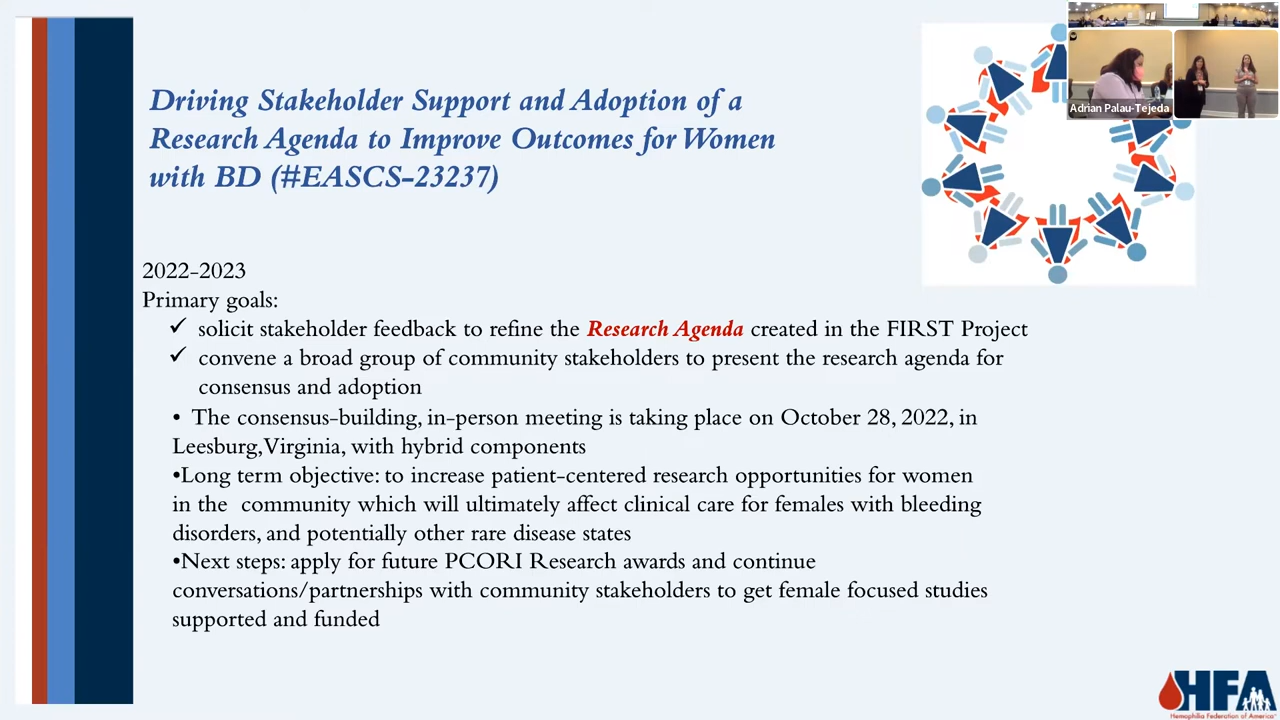 Driving Stakeholder Support and Adoption of a
Research Agenda to Improve Outcomes for Women
with BD (#EASCS-23237)
Adrian Palau-Tejeda
2022-2023
Primary goals:
✓ solicit stakeholder feedback to refine the Research Agenda created in the FIRST Project
✓ convene a broad group of community stakeholders to present the research agenda for
consensus and adoption
• The consensus-building, in-person meeting is taking place on October 28, 2022, in
Leesburg, Virginia, with hybrid components
•Long term objective: to increase patient-centered research opportunities for women
in the community which will ultimately affect clinical care for females with bleeding
disorders, and potentially other rare disease states
•Next steps: apply for future PCORI Research awards and continue
conversations/partnerships with community stakeholders to get female focused studies
supported and funded
HFA
Hemophilia Federation of America